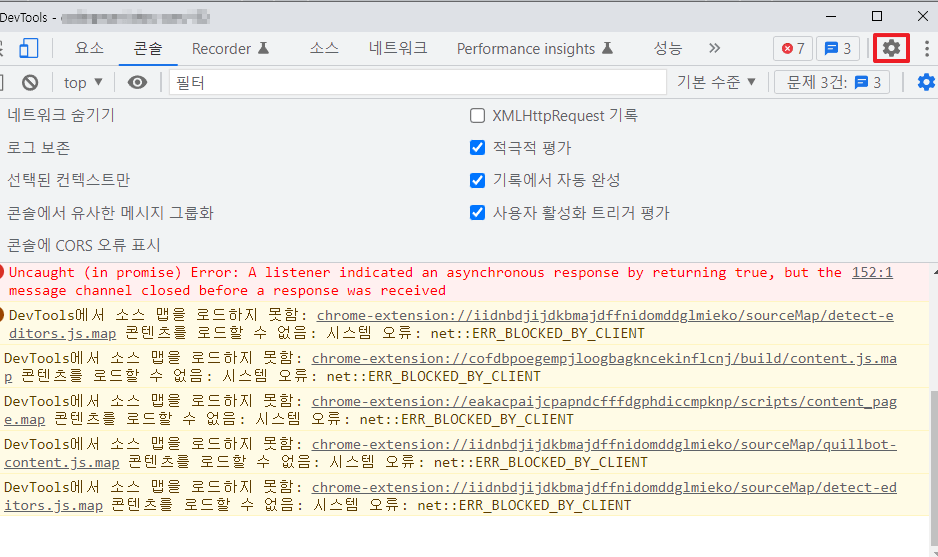 DevTools -
요소 콘솔 Recorder 소스 네트워크 Performance insights 성능 7 3
top 필터 기본 수준 문제 3건: 3
네트워크 숨기기 XMLHttpRequest 기록
로그 보존 적극적 평가
선택된 컨텍스트만 기록에서 자동 완성
콘솔에서 유사한 메시지 그룹화 사용자 활성화 트리거 평가
콘솔에 CORS 오류 표시
Uncaught (in promise) Error: A listener indicated an asynchronous response by returning true, but the 152:1
message channel closed before a response was received
DevTools에서 소스 맵을 로드하지 못함: chrome-extension://iidnbdjijdkbmajdffnidomddglmieko/sourceMap/detect-e
ditors.js.map 콘텐츠를 로드할 수 없음: 시스템 오류: net::ERR_BLOCKED_BY_CLIENT
DevTools에서 소스 맵을 로드하지 못함: chrome-extension://cofdbpoegempjloogbagkncekinflcnj/build/content.js.ma
p 콘텐츠를 로드할 수 없음: 시스템 오류: net::ERR_BLOCKED_BY_CLIENT
DevTools에서 소스 맵을 로드하지 못함: chrome-extension://eakacpaijcpapndcfffdgphdiccmpknp/scripts/content_pag
e.map 콘텐츠를 로드할 수 없음: 시스템 오류: net::ERR_BLOCKED_BY_CLIENT
DevTools에서 소스 맵을 로드하지 못함: chrome-extension://iidnbdjijdkbmajdffnidomddglmieko/sourceMap/quillbot-
content.js.map 콘텐츠를 로드할 수 없음: 시스템 오류: net::ERR_BLOCKED_BY_CLIENT
DevTools에서 소스 맵을 로드하지 못함: chrome-extension://iidnbdjijdkbmajdffnidomddglmieko/sourceMap/detect-ed
itors.js.map 콘텐츠를 로드할 수 없음: 시스템 오류: net::ERR_BLOCKED_BY_CLIENT